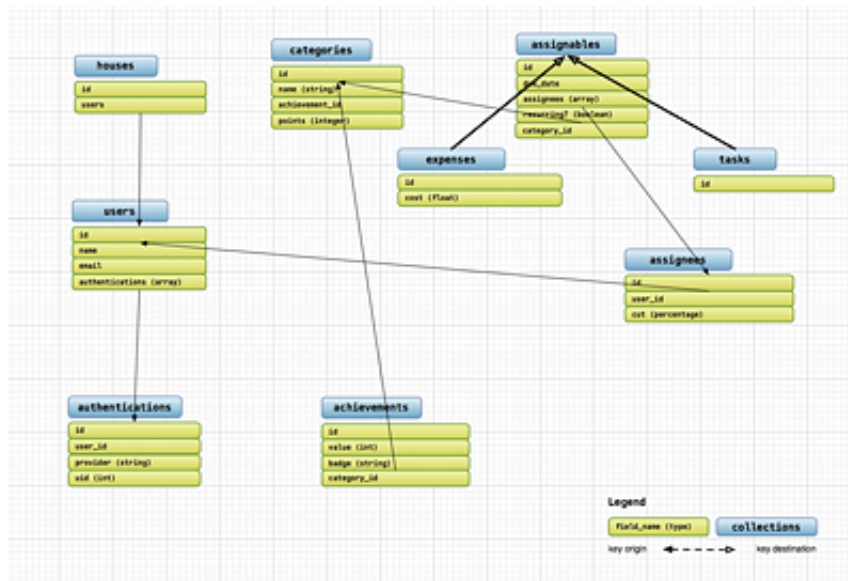 houses
id
users
categories
id
name (string)
achievement_id
points (integer)
assignables
id
due_date
assignees (array)
recurring? (boolean)
category_id
expenses
id
cost (float)
tasks
id
users
id
name
email
authentications (array)
assignees
id
user_id
cut (percentage)
authentications
id
user_id
provider (string)
uid (int)
achievements
id
value (int)
badge (string)
category_id
Legend
field_name (type)
collections
key origin
key destination